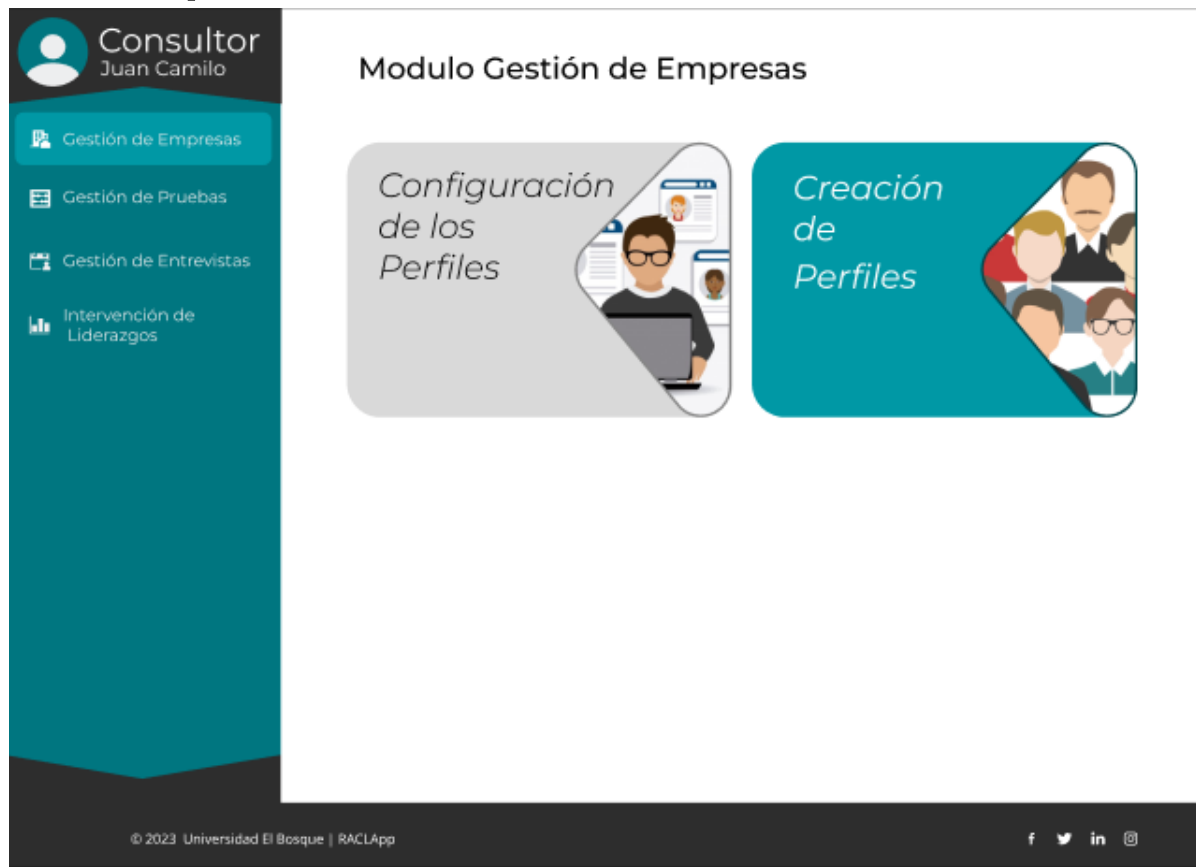 Consultor
Juan Camilo
Gestión de Empresas
Gestión de Pruebas
Gestión de Entrevistas
Intervención de
Liderazgos
Modulo Gestión de Empresas
Configuración
de los
Perfiles
Creación
de
Perfiles
© 2023 Universidad El Bosque | RACLApp